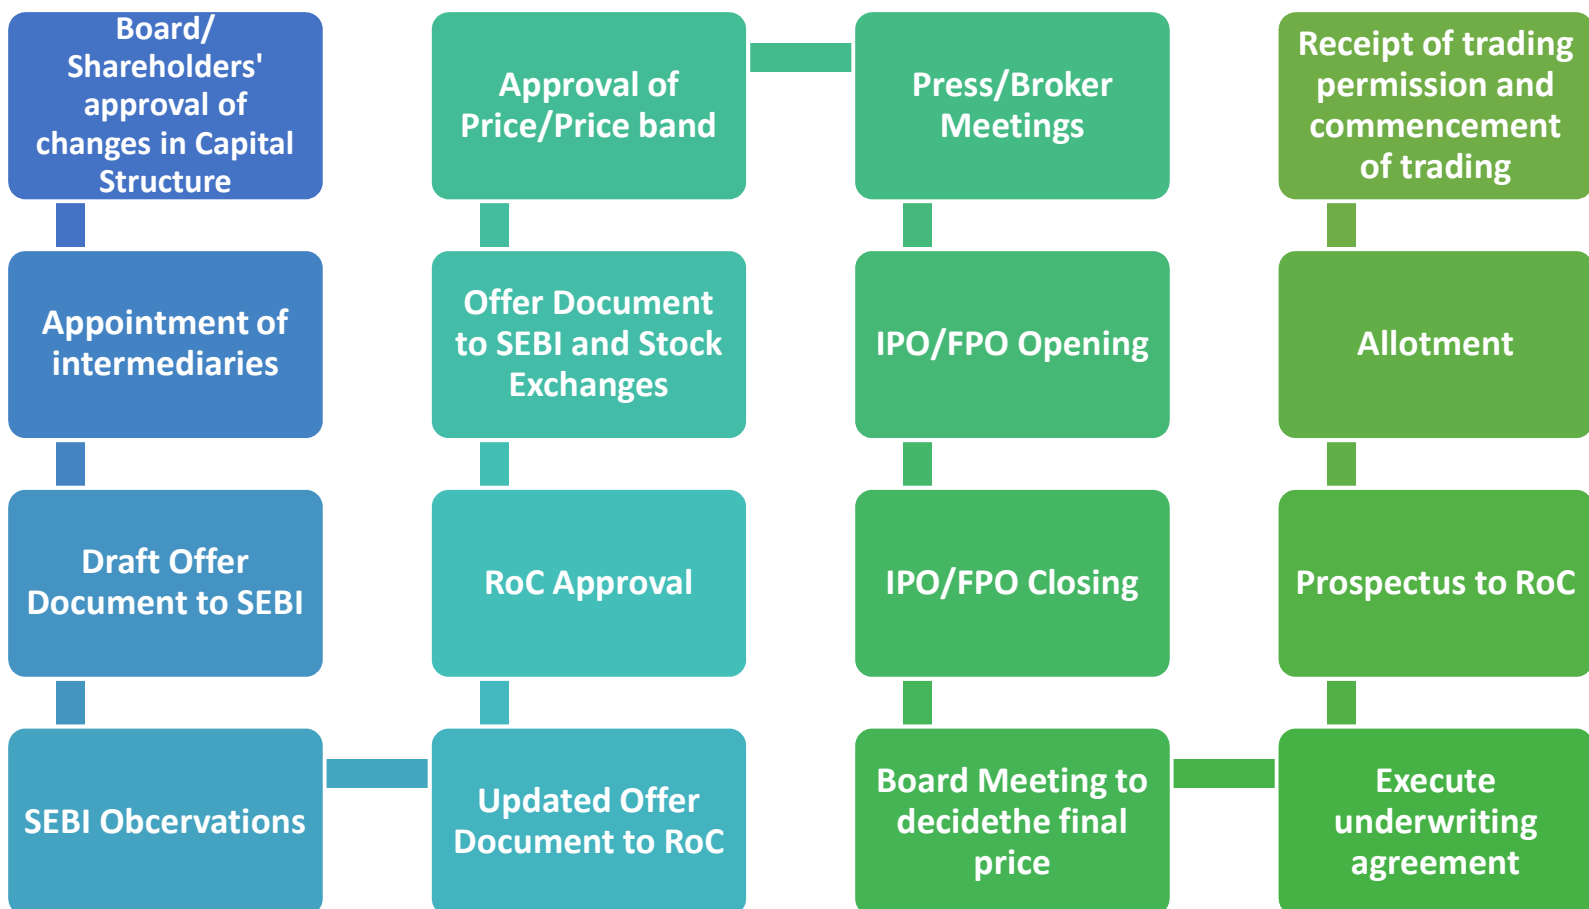 Board/
Shareholders'
approval of
changes in Capital
Structure
Appointment of
intermediaries
Draft Offer
Document to SEBI
SEBI Obcervations
Updated Offer
Document to RoC
RoC Approval
Offer Document
to SEBI and Stock
Exchanges
Approval of
Price/Price band
Press/Broker
Meetings
IPO/FPO Opening
IPO/FPO Closing
Board Meeting to
decidethe final
price
Execute
underwriting
agreement
Prospectus to RoC
Allotment
Receipt of trading
permission and
commencement
of trading